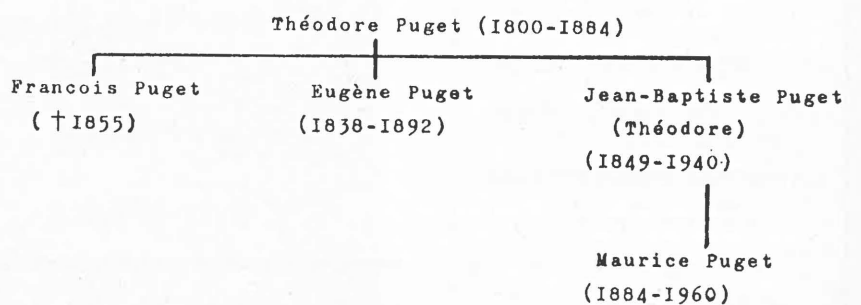 Théodore Puget (I800-I884)
Francois Puget
(†I855)
Eugène Puget
(I838-I892)
Jean-Baptiste Puget
(Théodore)
(I849-I940)
Maurice Puget
(I884-I960)